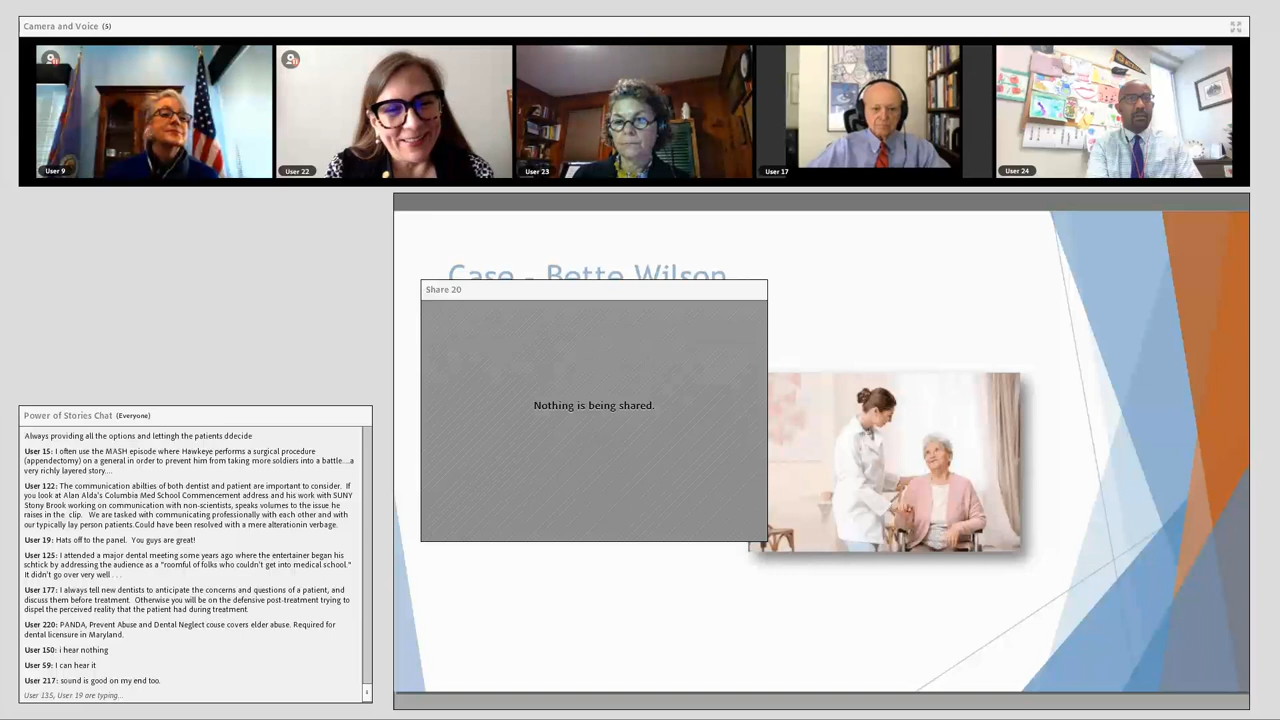 Camera and Voice (5)
User 9
User 22
User 23
User 17
User 24
Case - Bette Wilson
Share 20
Nothing is being shared.
Power of Stories Chat (Everyone)
Always providing all the options and lettingh the patients ddecide
User 15: I often use the MASH episode where Hawkeye performs a surgical procedure
(appendectomy) on a general in order to prevent him from taking more soldiers into a battle....a
very richly layered story....
User 122: The communication abilties of both dentist and patient are important to consider. If
you look at Alan Alda's Columbia Med School Commencement address and his work with SUNY
Stony Brook working on communication with non-scientists, speaks volumes to the issue he
raises in the clip. We are tasked with communicating professionally with each other and with
our typically lay person patients.Could have been resolved with a mere alterationin verbage.
User 19: Hats off to the panel. You guys are great!
User 125: I attended a major dental meeting some years ago where the entertainer began his
schtick by addressing the audience as a "roomful of folks who couldn't get into medical school."
It didn't go over very well . . .
User 177: I always tell new dentists to anticipate the concerns and questions of a patient, and
discuss them before treatment. Otherwise you will be on the defensive post-treatment trying to
dispel the perceived reality that the patient had during treatment.
User 220: PANDA, Prevent Abuse and Dental Neglect couse covers elder abuse. Required for
dental licensure in Maryland.
User 150: i hear nothing
User 59: I can hear it
User 217: sound is good on my end too.
User 135, User 19 are typing...